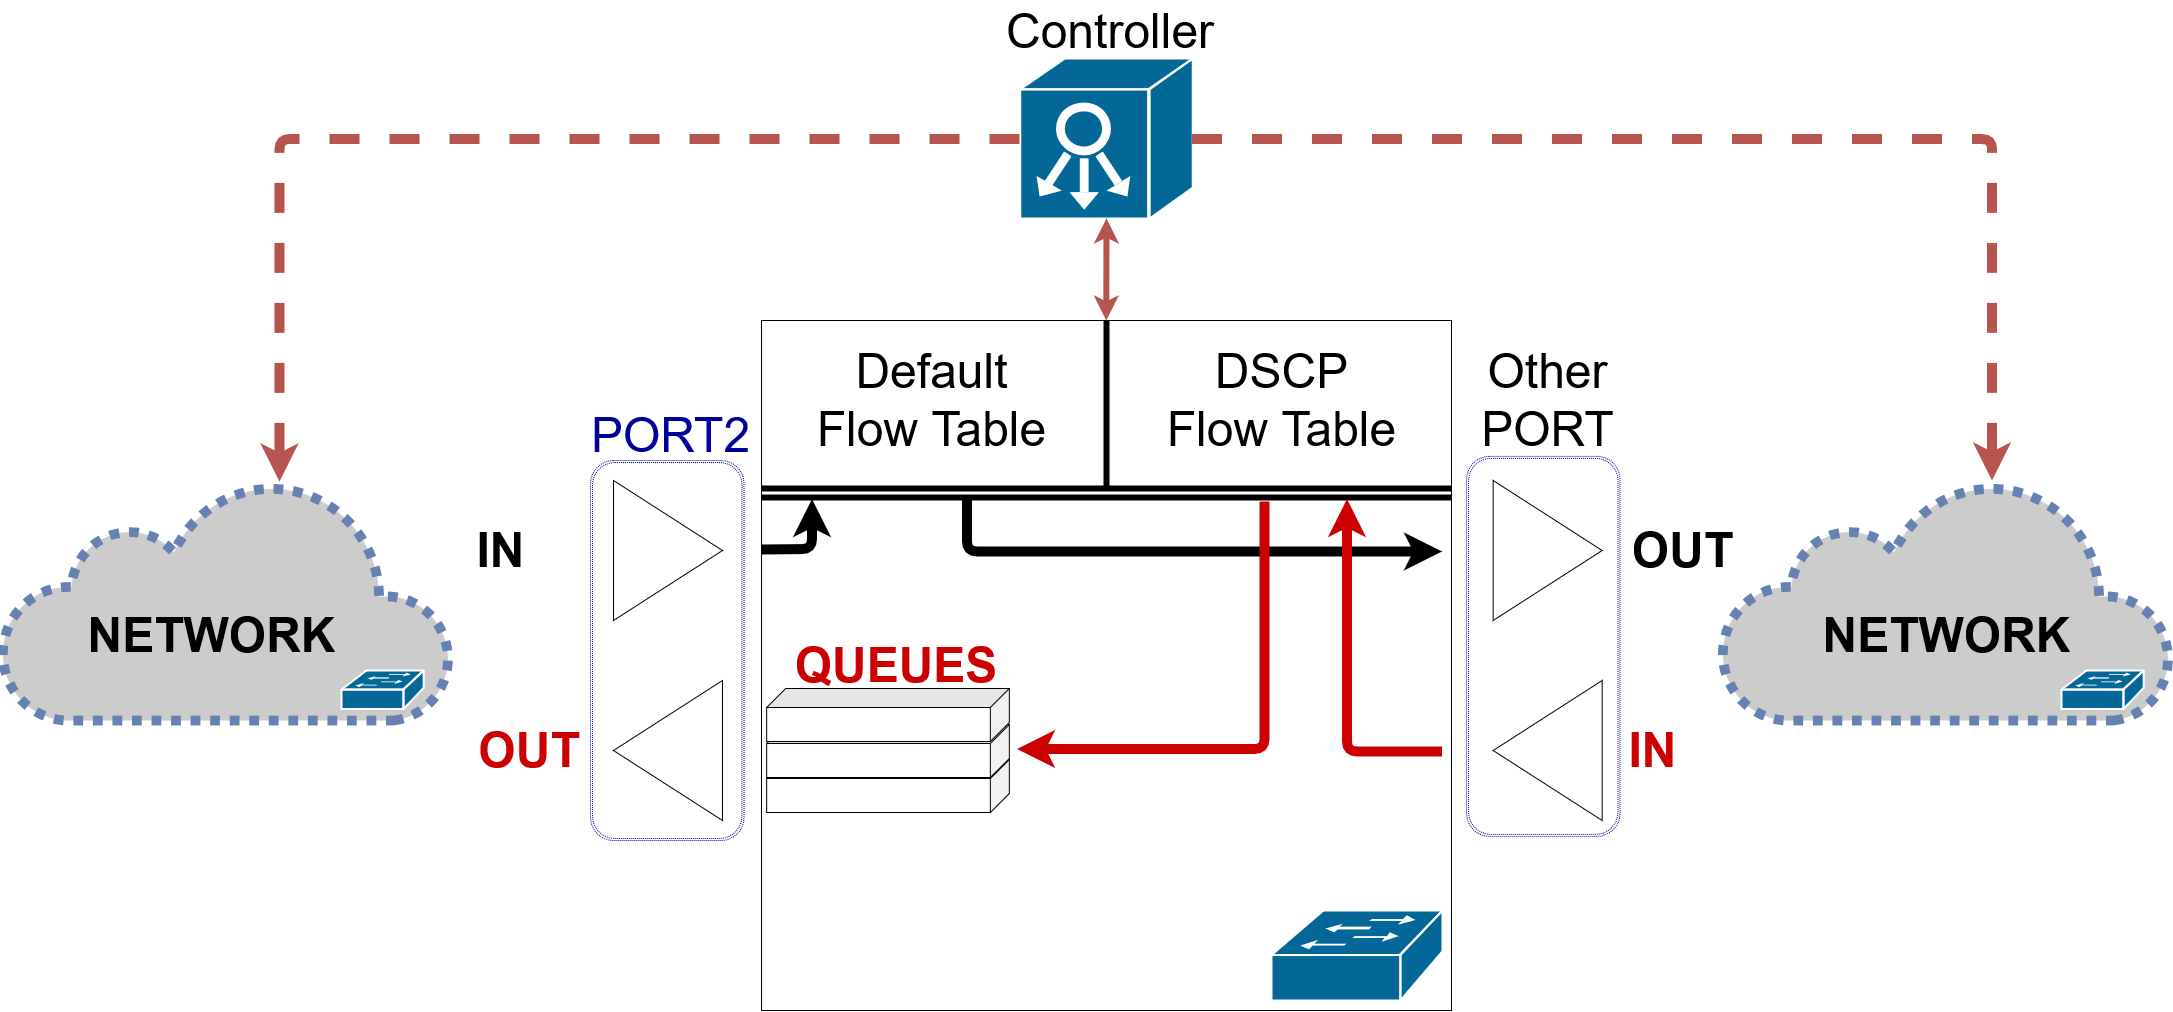 Controller
Default
Flow Table
DSCP
Flow Table
Other
PORT
PORT2
IN
OUT
NETWORK
NETWORK
QUEUES
OUT
IN